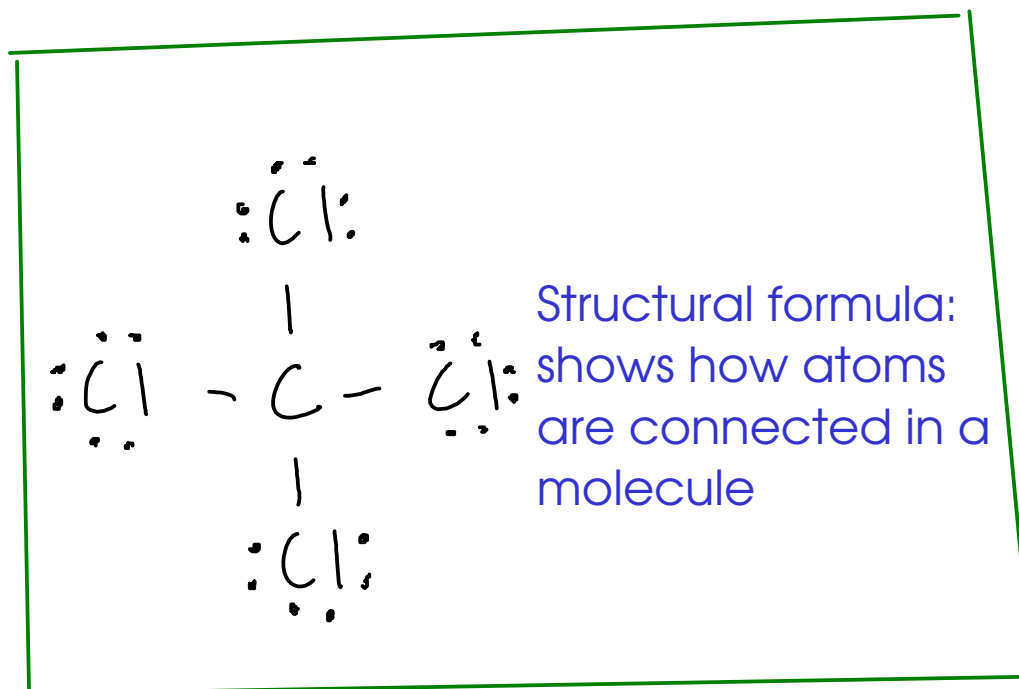 Cl
Cl - C - Cl
Cl
Structural formula:
shows how atoms
are connected in a
molecule